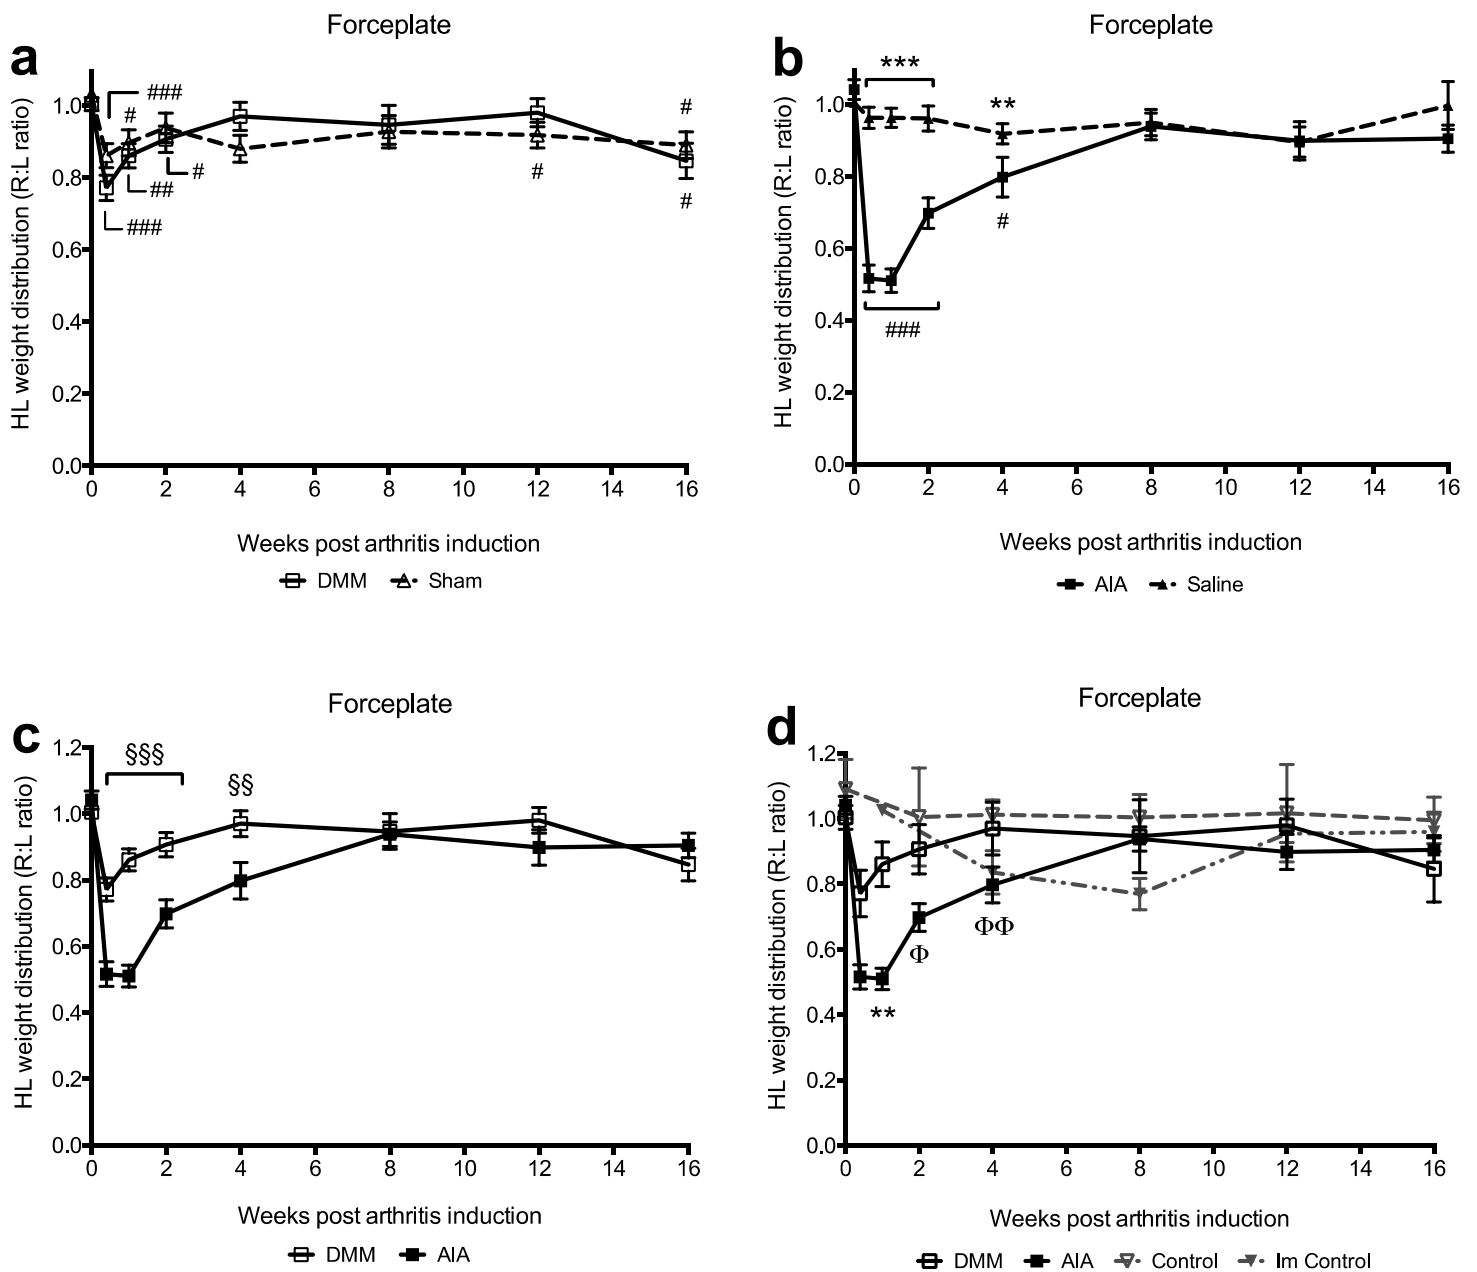 Forceplate
a
HL weight distribution (R:L ratio)
1.0
0.8
0.6
0.4
0.2
0.0
###
#
#
##
###
#
#
#
0 2 4 6 8 10 12 14 16
Weeks post arthritis induction
DMM Sham
Forceplate
b
HL weight distribution (R:L ratio)
1.0
0.8
0.6
0.4
0.2
0.0
***
**
#
###
0 2 4 6 8 10 12 14 16
Weeks post arthritis induction
AIA Saline
Forceplate
c
HL weight distribution (R:L ratio)
1.2
1.0
0.8
0.6
0.4
0.2
0.0
§§§
§§
0 2 4 6 8 10 12 14 16
Weeks post arthritis induction
DMM AIA
Forceplate
d
HL weight distribution (R:L ratio)
1.2
1.0
0.8
0.6
0.4
0.2
0.0
ΦΦ
Φ
**
0 2 4 6 8 10 12 14 16
Weeks post arthritis induction
DMM AIA Control Im Control